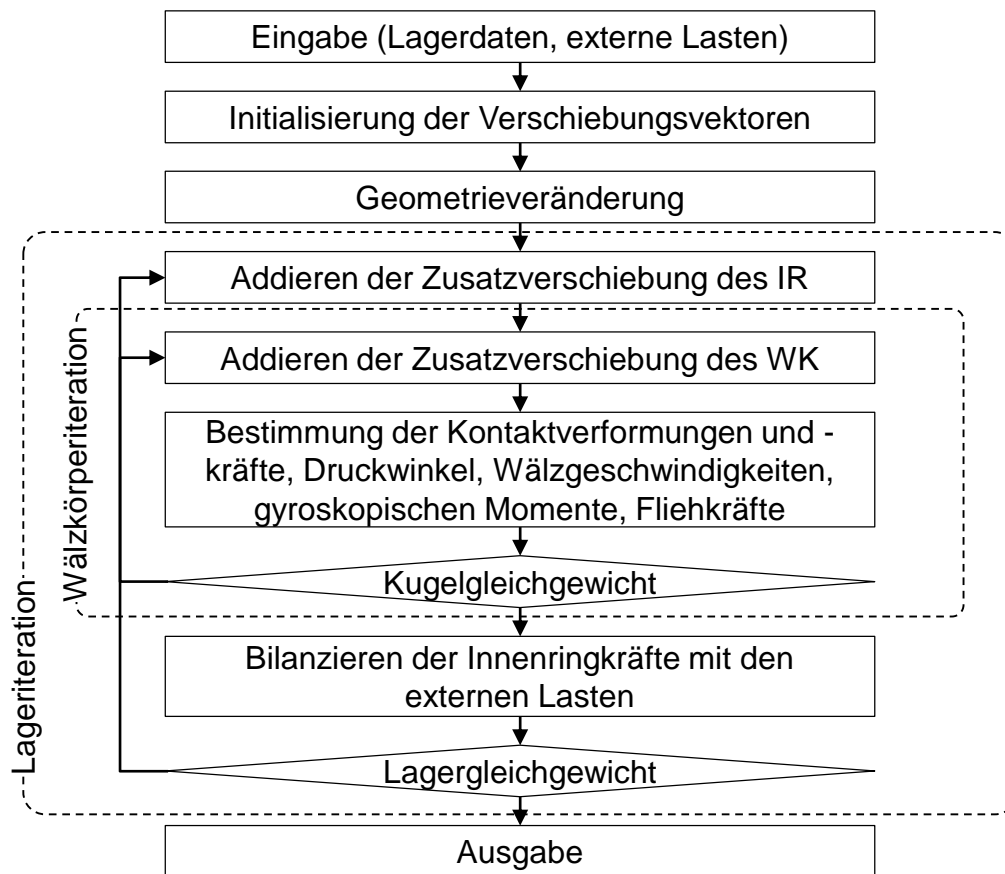 Eingabe (Lagerdaten, externe Lasten)
Initialisierung der Verschiebungsvektoren
Geometrieveränderung
Addieren der Zusatzverschiebung des IR
Addieren der Zusatzverschiebung des WK
Bestimmung der Kontaktverformungen und -
kräfte, Druckwinkel, Wälzgeschwindigkeiten,
gyroskopischen Momente, Fliehkräfte
Kugelgleichgewicht
Wälzkörperiteration
Bilanzieren der Innenringkräfte mit den
externen Lasten
Lagergleichgewicht
Lageriteration
Ausgabe